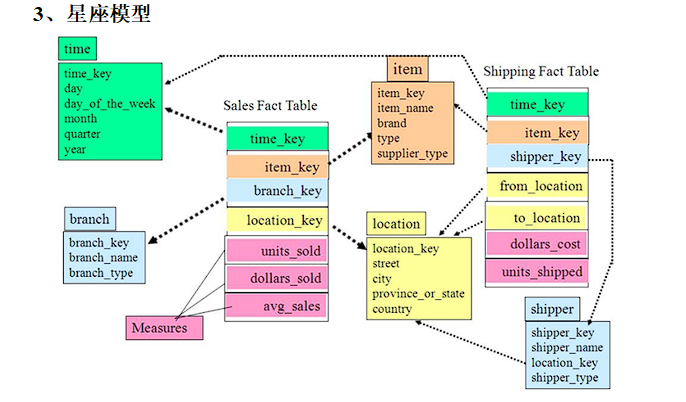 3、星座模型
time
time_key
day
day_of_the_week
month
quarter
year
Sales Fact Table
time_key
item_key
branch_key
location_key
units_sold
dollars_sold
avg_sales
Measures
branch
branch_key
branch_name
branch_type
item
item_key
item_name
brand
type
supplier_type
location
location_key
street
city
province_or_state
country
Shipping Fact Table
time_key
item_key
shipper_key
from_location
to_location
dollars_cost
units_shipped
shipper
shipper_key
shipper_name
location_key
shipper_type